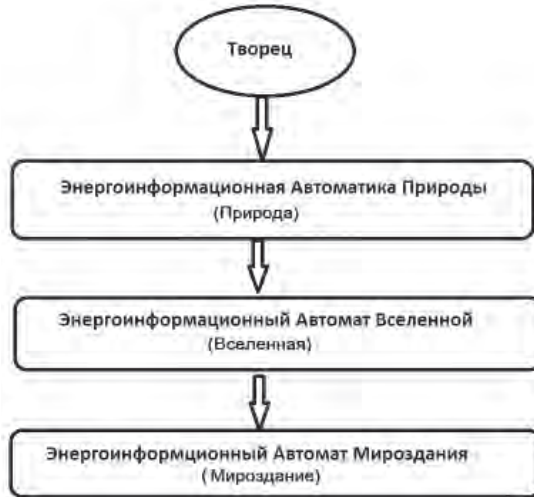 Творец
Энергоинформационная Автоматика Природы
(Природа)
Энергоинформационный Автомат Вселенной
(Вселенная)
Энергоинформционный Автомат Мироздания
(Мироздание)